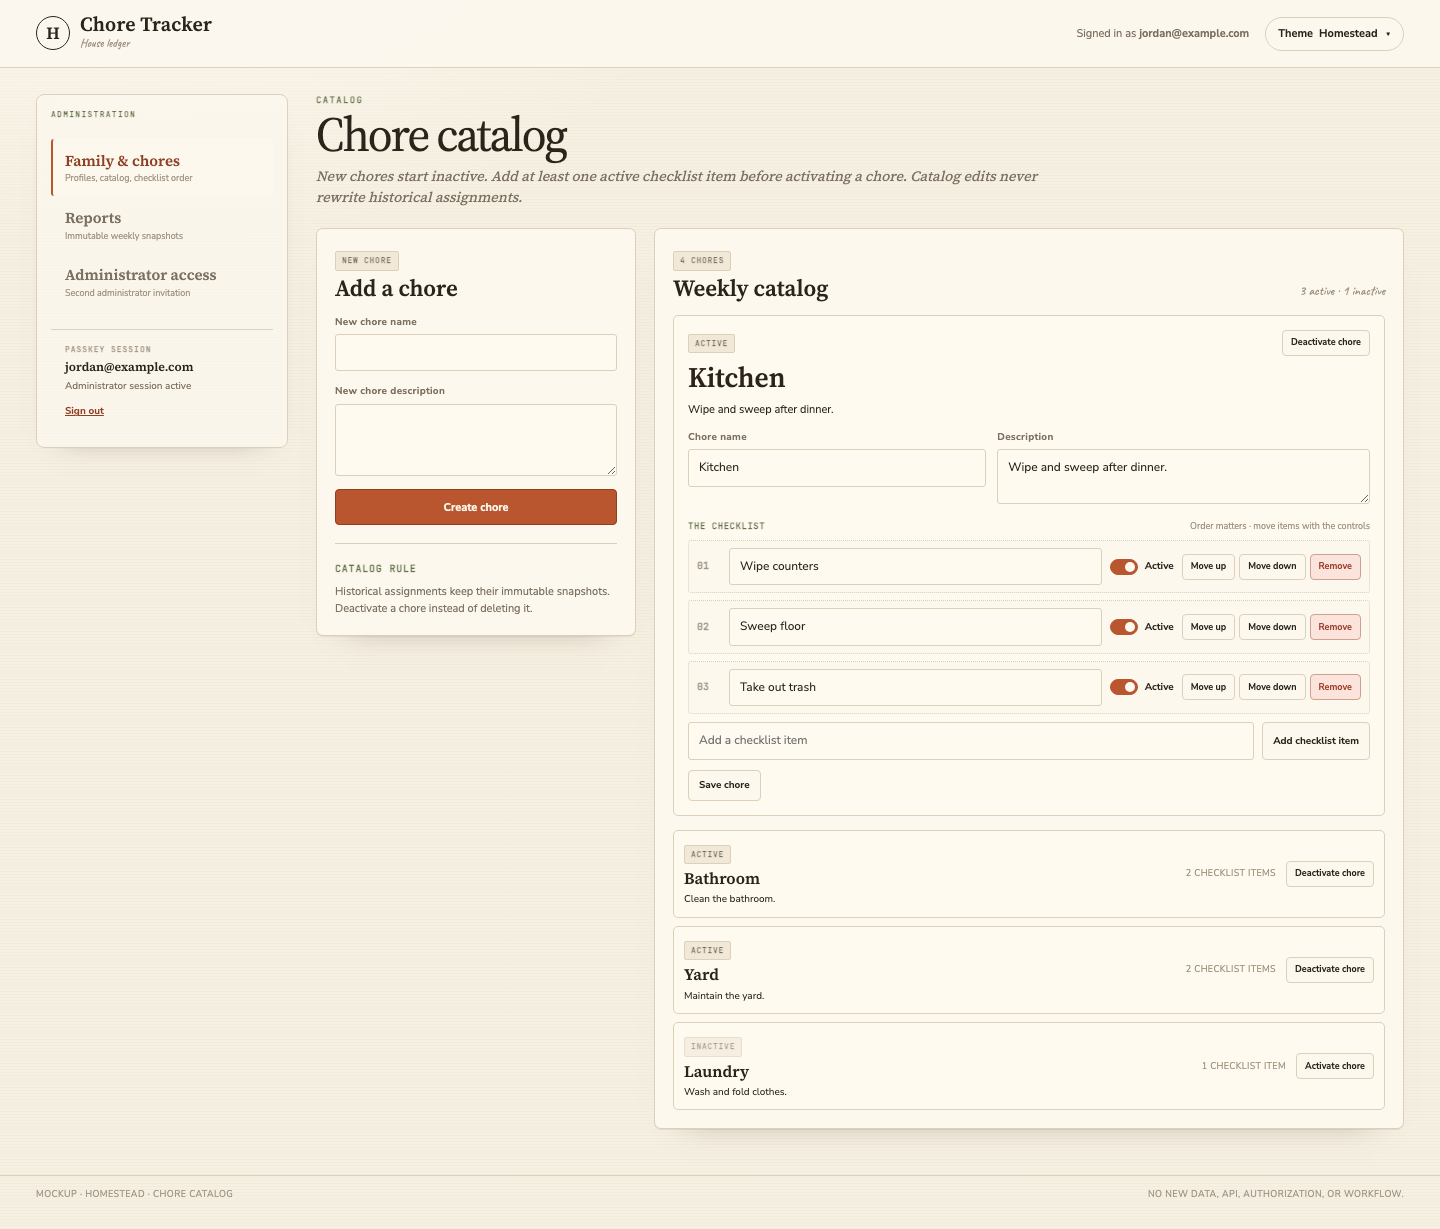 H
Chore Tracker
House ledger
Signed in as jordan@example.com
Theme Homestead ▾
ADMINISTRATION
Family & chores
Profiles, catalog, checklist order
Reports
Immutable weekly snapshots
Administrator access
Second administrator invitation
PASSKEY SESSION
jordan@example.com
Administrator session active
Sign out
CATALOG
Chore catalog
New chores start inactive. Add at least one active checklist item before activating a chore. Catalog edits never
rewrite historical assignments.
NEW CHORE
Add a chore
New chore name
New chore description
Create chore
CATALOG RULE
Historical assignments keep their immutable snapshots.
Deactivate a chore instead of deleting it.
4 CHORES
Weekly catalog
3 active · 1 inactive
ACTIVE
Deactivate chore
Kitchen
Wipe and sweep after dinner.
Chore name
Description
Kitchen
Wipe and sweep after dinner.
THE CHECKLIST
Order matters · move items with the controls
01 Wipe counters Active Move up Move down Remove
02 Sweep floor Active Move up Move down Remove
03 Take out trash Active Move up Move down Remove
Add a checklist item
Add checklist item
Save chore
ACTIVE
Bathroom
Clean the bathroom.
2 CHECKLIST ITEMS
Deactivate chore
ACTIVE
Yard
Maintain the yard.
2 CHECKLIST ITEMS
Deactivate chore
INACTIVE
Laundry
Wash and fold clothes.
1 CHECKLIST ITEM
Activate chore
MOCKUP · HOMESTEAD · CHORE CATALOG
NO NEW DATA, API, AUTHORIZATION, OR WORKFLOW.